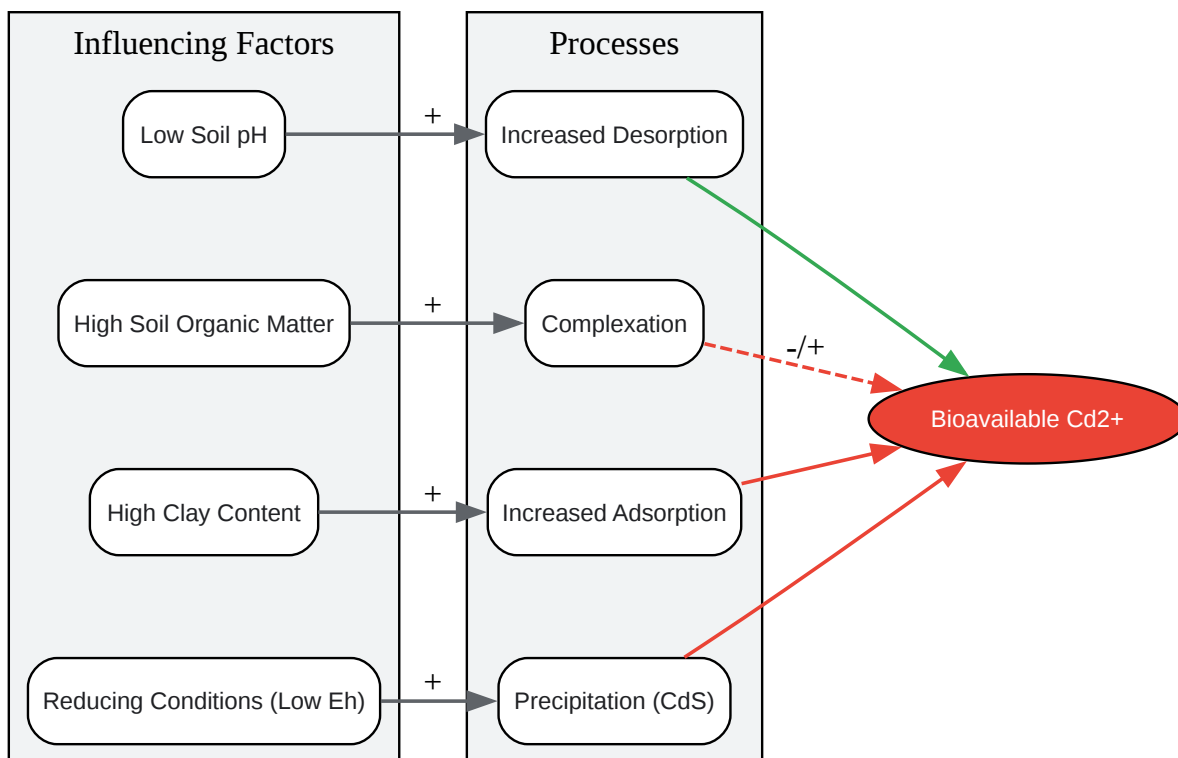 Influencing Factors
Processes
Low Soil pH
+
Increased Desorption
High Soil Organic Matter
+
Complexation
-/+
Bioavailable Cd2+
High Clay Content
+
Increased Adsorption
Reducing Conditions (Low Eh)
+
Precipitation (CdS)